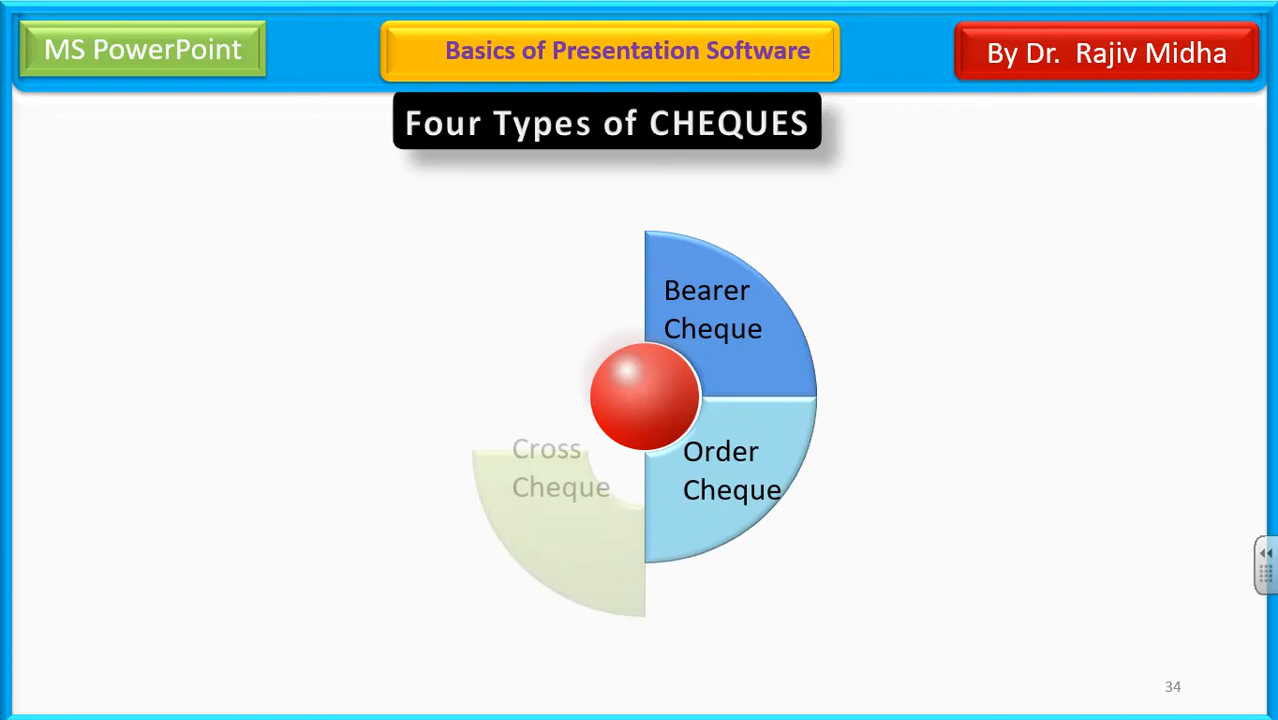 MS PowerPoint
Basics of Presentation Software
By Dr. Rajiv Midha
Four Types of CHEQUES
Bearer
Cheque
Order
Cheque
Cross
Cheque
34